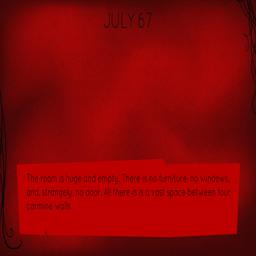 JULY 67
The room is huge and empty. There is no furniture, no windows,
and, strangely, no door. All there is is a vast space between four
carmine walls.